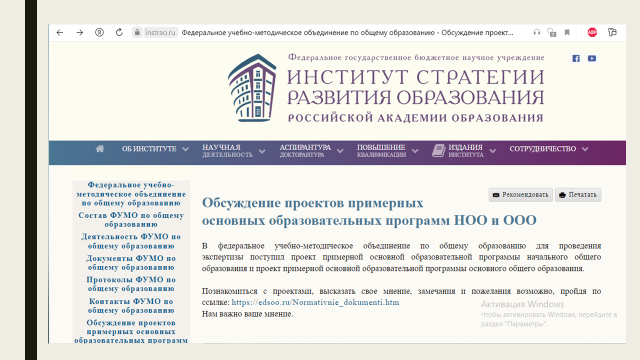 instrao.ru Федеральное учебно-методическое объединение по общему образованию - Обсуждение проект...
Федеральное государственное бюджетное научное учреждение
ИНСТИТУТ СТРАТЕГИИ
РАЗВИТИЯ ОБРАЗОВАНИЯ
РОССИЙСКОЙ АКАДЕМИИ ОБРАЗОВАНИЯ
ОБ ИНСТИТУТЕ
НАУЧНАЯ
ДЕЯТЕЛЬНОСТЬ
АСПИРАНТУРА
ДОКТОРАНТУРА
ПОВЫШЕНИЕ
КВАЛИФИКАЦИИ
ИЗДАНИЯ
ИНСТИТУТА
СОТРУДНИЧЕСТВО
Федеральное учебно-
методическое объединение
по общему образованию
Состав ФУМО по общему
образованию
Деятельность ФУМО по
общему образованию
Документы ФУМО по
общему образованию
Протоколы ФУМО по
общему образованию
Контакты ФУМО по
общему образованию
Обсуждение проектов
примерных основных
образовательных программ
Рекомендовать
Печатать
Обсуждение проектов примерных
основных образовательных программ НОО и ООО
В федеральное учебно-методическое объединение по общему образованию для проведения
экспертизы поступил проект примерной основной образовательной программы начального общего
образования и проект примерной основной образовательной программы основного общего образования.
Познакомиться с проектами, высказать свое мнение, замечания и пожелания возможно, пройдя по
ссылке: https://edsoo.ru/Normativnie_dokumenti.htm
Нам важно ваше мнение.
Активация Windows
Чтобы активировать Windows, перейдите в
раздел "Параметры".